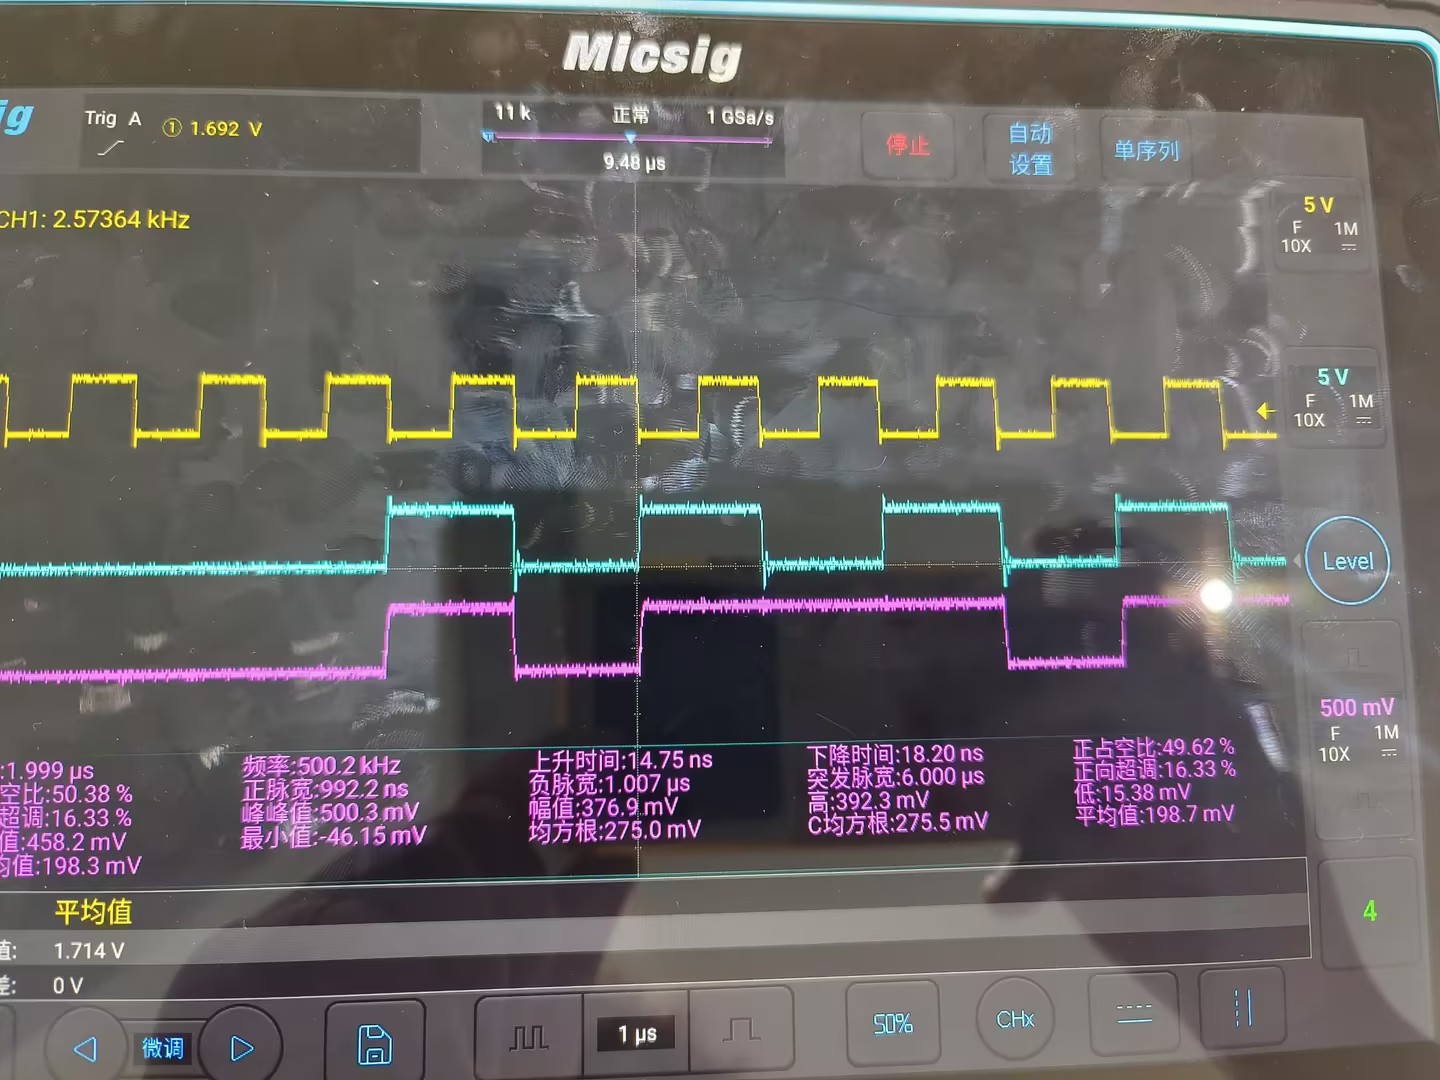 Micsig
ig
Trig A ① 1.692 V
11 k 正常 1 GSa/s
9.48 μs
停止
自动
设置
单序列
CH1: 2.57364 kHz
5 V
F 1M
10X
5 V
F 1M
10X
Level
500 mV
F 1M
10X
4
:1.999 μs 频率:500.2 kHz 上升时间:14.75 ns 下降时间:18.20 ns 正占空比:49.62 %
空比:50.38 % 正脉宽:992.2 ns 负脉宽:1.007 μs 突发脉宽:6.000 μs 正向超调:16.33 %
超调:16.33 % 峰峰值:500.3 mV 幅值:376.9 mV 高:392.3 mV 低:15.38 mV
值:458.2 mV 最小值:-46.15 mV 均方根:275.0 mV C均方根:275.5 mV 平均值:198.7 mV
均值:198.3 mV
平均值
值: 1.714 V
差: 0 V
微调
1 μs
50%
CHx